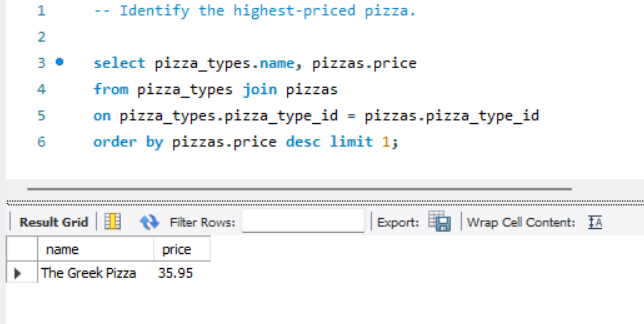 1 -- Identify the highest-priced pizza.
2
3 select pizza_types.name, pizzas.price
4 from pizza_types join pizzas
5 on pizza_types.pizza_type_id = pizzas.pizza_type_id
6 order by pizzas.price desc limit 1;
Result Grid Filter Rows: Export: Wrap Cell Content:
name price
The Greek Pizza 35.95